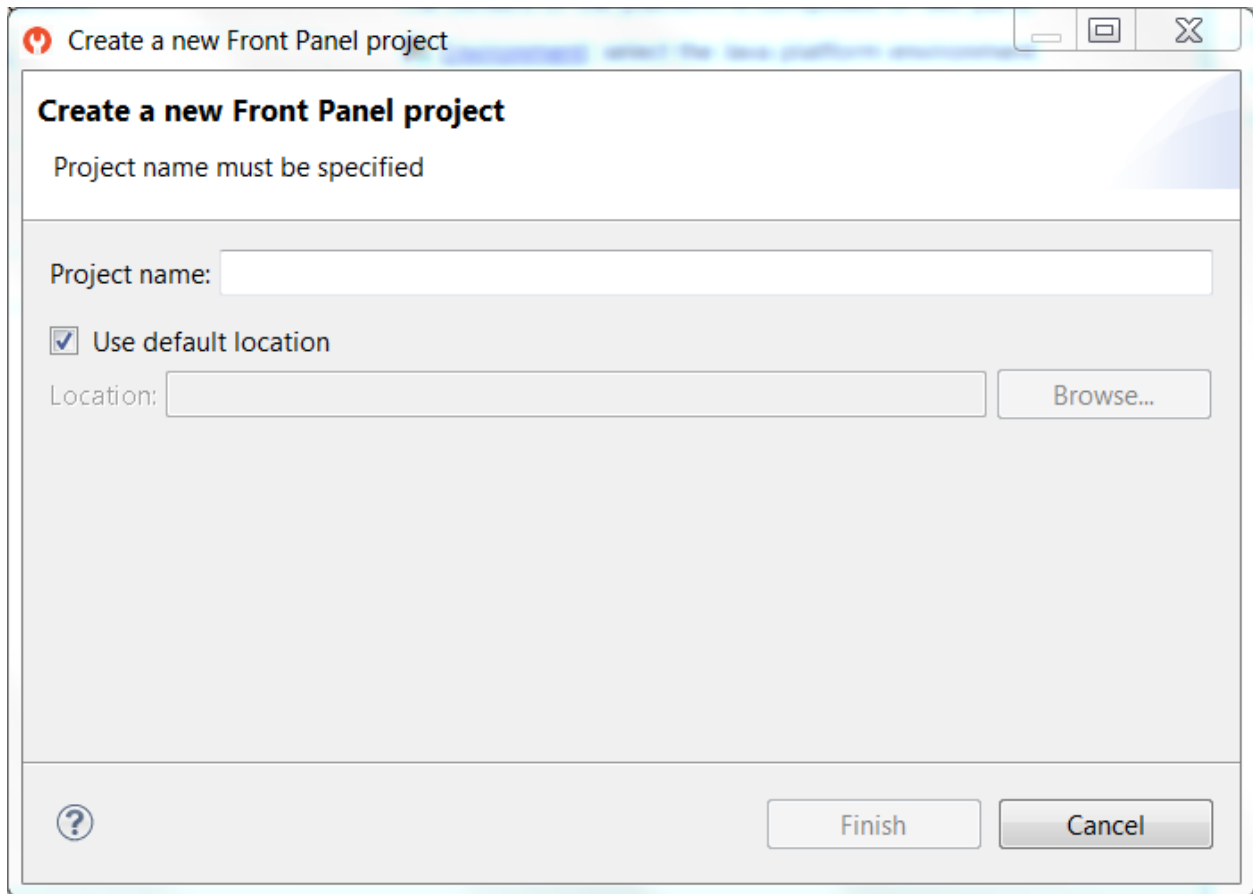 Create a new Front Panel project
Create a new Front Panel project
Project name must be specified
Project name:
Use default location
Location:
Browse...
?
Finish
Cancel